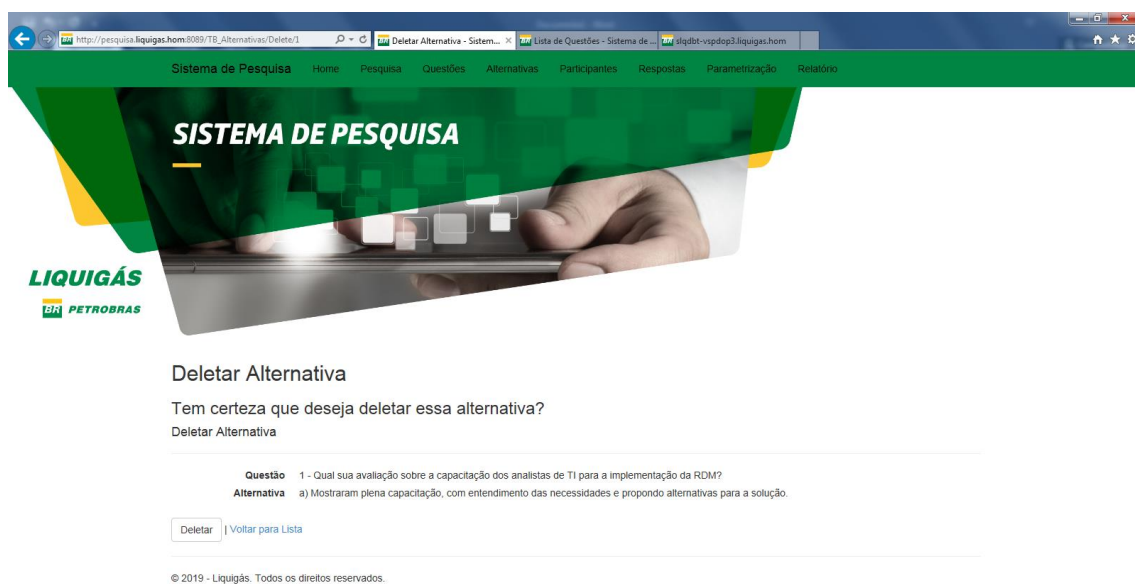 http://pesquisa.liquigas.hom:8089/TB_Alternativas/Delete/1
Deletar Alternativa - Sistem...
Lista de Questões - Sistema de ...
slqdbt-vspdop3.liquigas.hom
Sistema de Pesquisa Home Pesquisa Questões Alternativas Participantes Respostas Parametrização Relatório
SISTEMA DE PESQUISA
LIQUIGÁS
BR PETROBRAS
Deletar Alternativa
Tem certeza que deseja deletar essa alternativa?
Deletar Alternativa
Questão 1 - Qual sua avaliação sobre a capacitação dos analistas de TI para a implementação da RDM?
Alternativa a) Mostraram plena capacitação, com entendimento das necessidades e propondo alternativas para a solução.
Deletar | Voltar para Lista
© 2019 - Liquigás. Todos os direitos reservados.